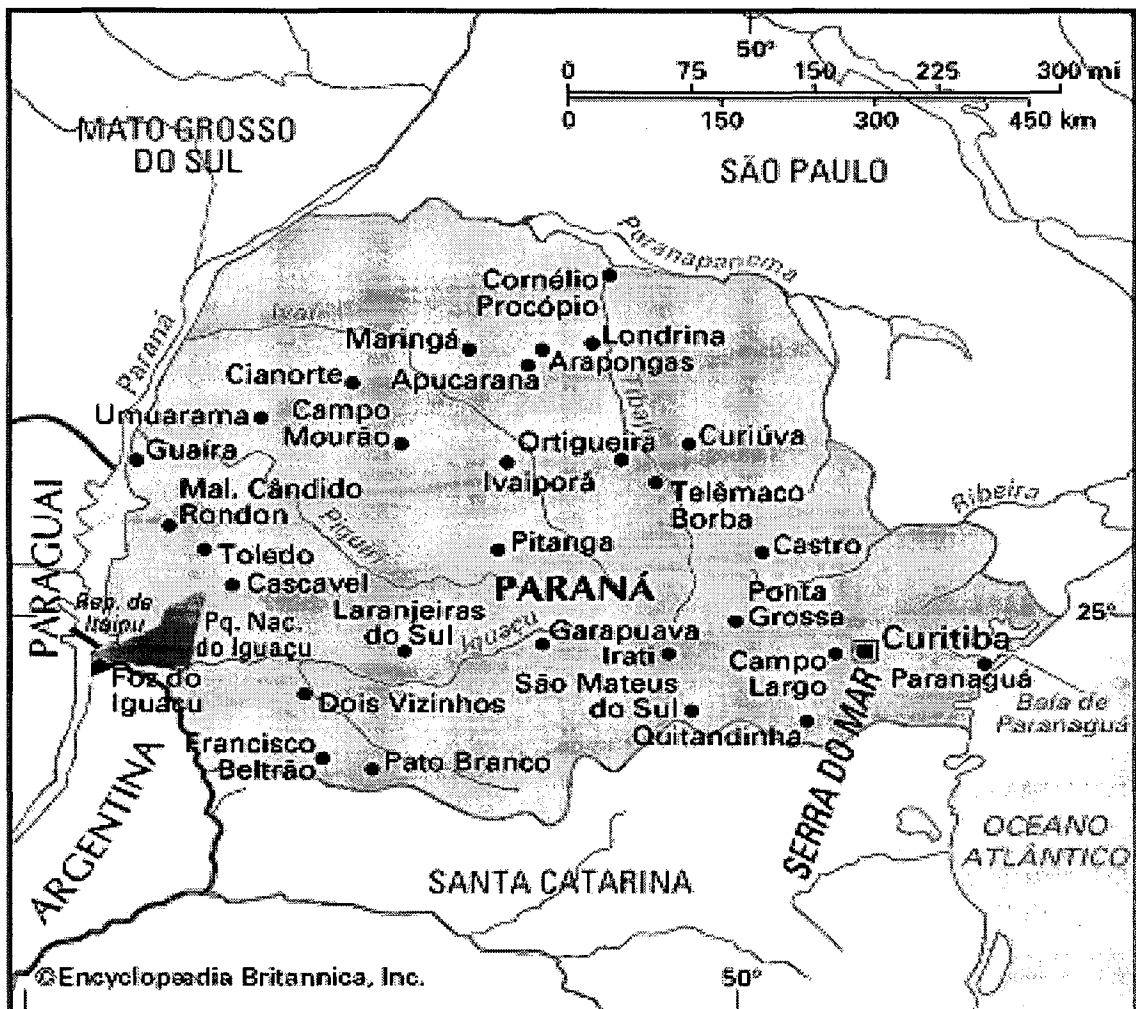 50°
0 75 150 225 300 mi
0 150 300 450 km
MATO GROSSO
DO SUL
SÃO PAULO
Paranapanema
Cornélio
Procópio
Ivaí
Paraná
Maringá
Londrina
Arapongas
Apucarana
Cianorte
Tibaji
Umuarama
Campo
Mourão
Ortigueira
Curiúva
Guaíra
Ivaiporá
Mal. Cândido
Rondon
Telêmaco
Borba
Ribeira
PARAGUAI
Piquiri
Toledo
Pitanga
Castro
Cascavel
PARANÁ
Ponta
Grossa
Rep. de
Itaipu
Laranjeiras
do Sul
25°
Pq. Nac.
do Iguaçu
Iguaçu
Garapuava
Irati
Campo
Largo
Curitiba
Paranaguá
Foz do
Iguaçu
São Mateus
do Sul
Dois Vizinhos
Baía de
Paranaguá
Quitandinha
Francisco
Beltrão
Pato Branco
SERRA DO MAR
ARGENTINA
OCEANO
ATLÂNTICO
SANTA CATARINA
©Encyclopædia Britannica, Inc.
50°